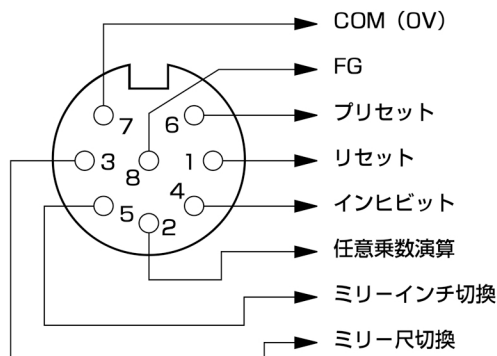 COM（0V）
FG
7
6
プリセット
3
8
1
リセット
4
インヒビット
5
2
任意乗数演算
ミリーインチ切換
ミリー尺切換